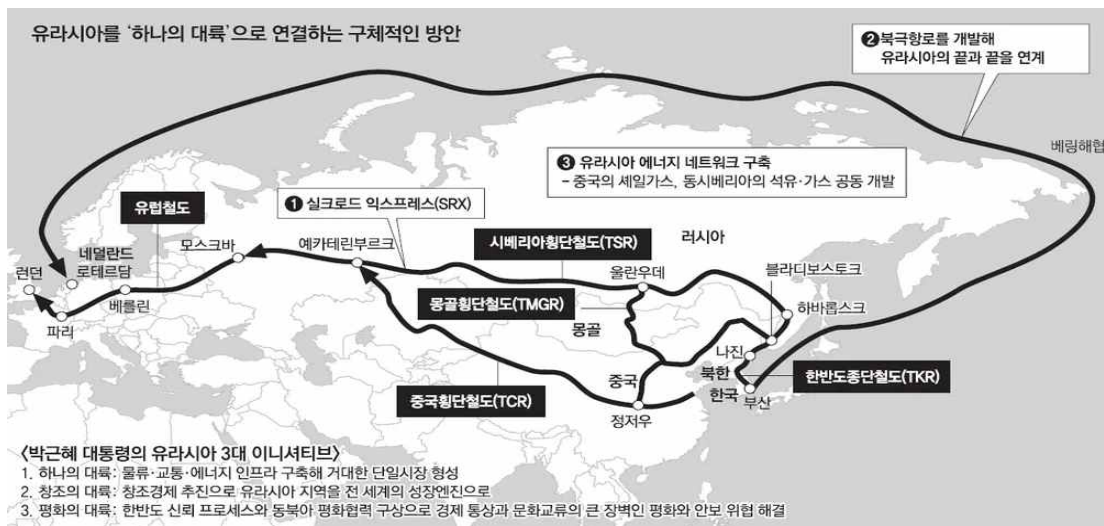 유라시아를 ‘하나의 대륙’으로 연결하는 구체적인 방안
❷북극항로를 개발해
유라시아의 끝과 끝을 연계
베링해협
❸ 유라시아 에너지 네트워크 구축
– 중국의 셰일가스, 동시베리아의 석유·가스 공동 개발
❶ 실크로드 익스프레스(SRX)
유럽철도
러시아
모스크바
예카테린부르크
시베리아횡단철도(TSR)
네덜란드
로테르담
런던
울란우데
블라디보스토크
베를린
몽골횡단철도(TMGR)
하바롭스크
파리
몽골
나진
북한
한반도종단철도(TKR)
중국
한국
부산
중국횡단철도(TCR)
정저우
〈박근혜 대통령의 유라시아 3대 이니셔티브〉
1. 하나의 대륙: 물류·교통·에너지 인프라 구축해 거대한 단일시장 형성
2. 창조의 대륙: 창조경제 추진으로 유라시아 지역을 전 세계의 성장엔진으로
3. 평화의 대륙: 한반도 신뢰 프로세스와 동북아 평화협력 구상으로 경제 통상과 문화교류의 큰 장벽인 평화와 안보 위협 해결